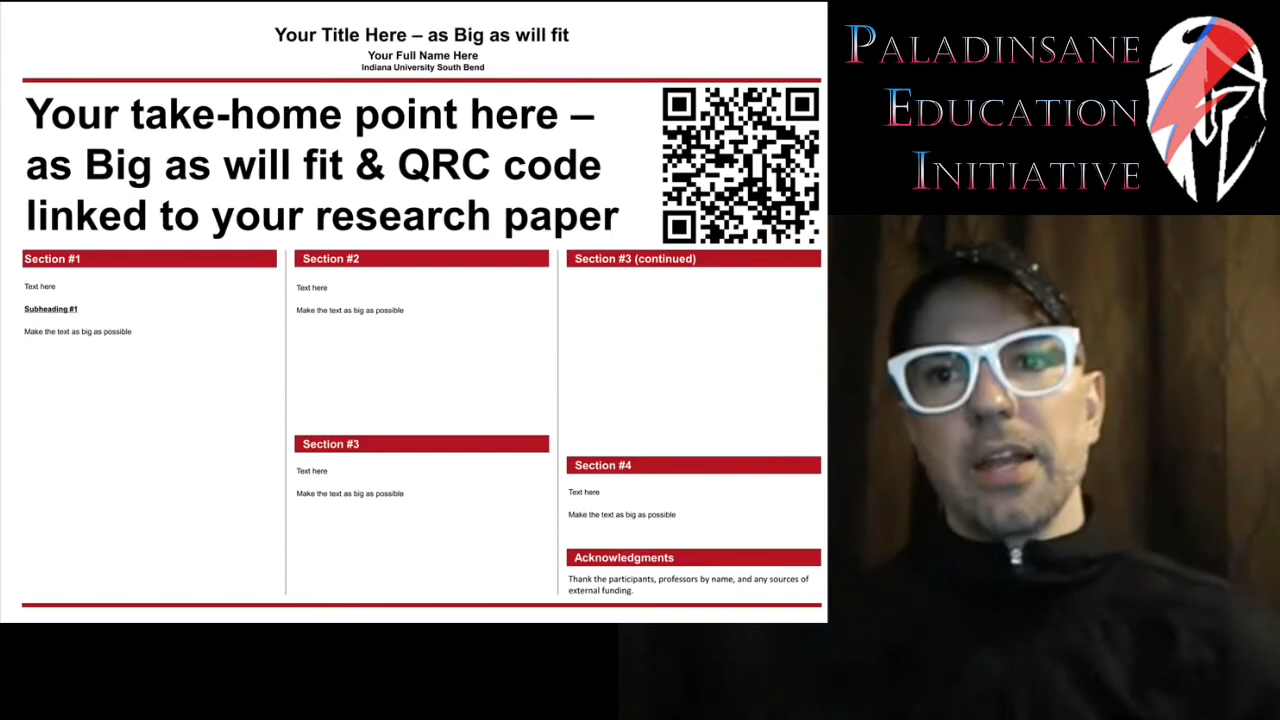 Your Title Here – as Big as will fit
Your Full Name Here
Indiana University South Bend
Your take-home point here –
as Big as will fit & QRC code
linked to your research paper
Section #1
Text here
Subheading #1
Make the text as big as possible
Section #2
Text here
Make the text as big as possible
Section #3
Text here
Make the text as big as possible
Section #3 (continued)
Section #4
Text here
Make the text as big as possible
Acknowledgments
Thank the participants, professors by name, and any sources of
external funding.
PALADINSANE
EDUCATION
INITIATIVE